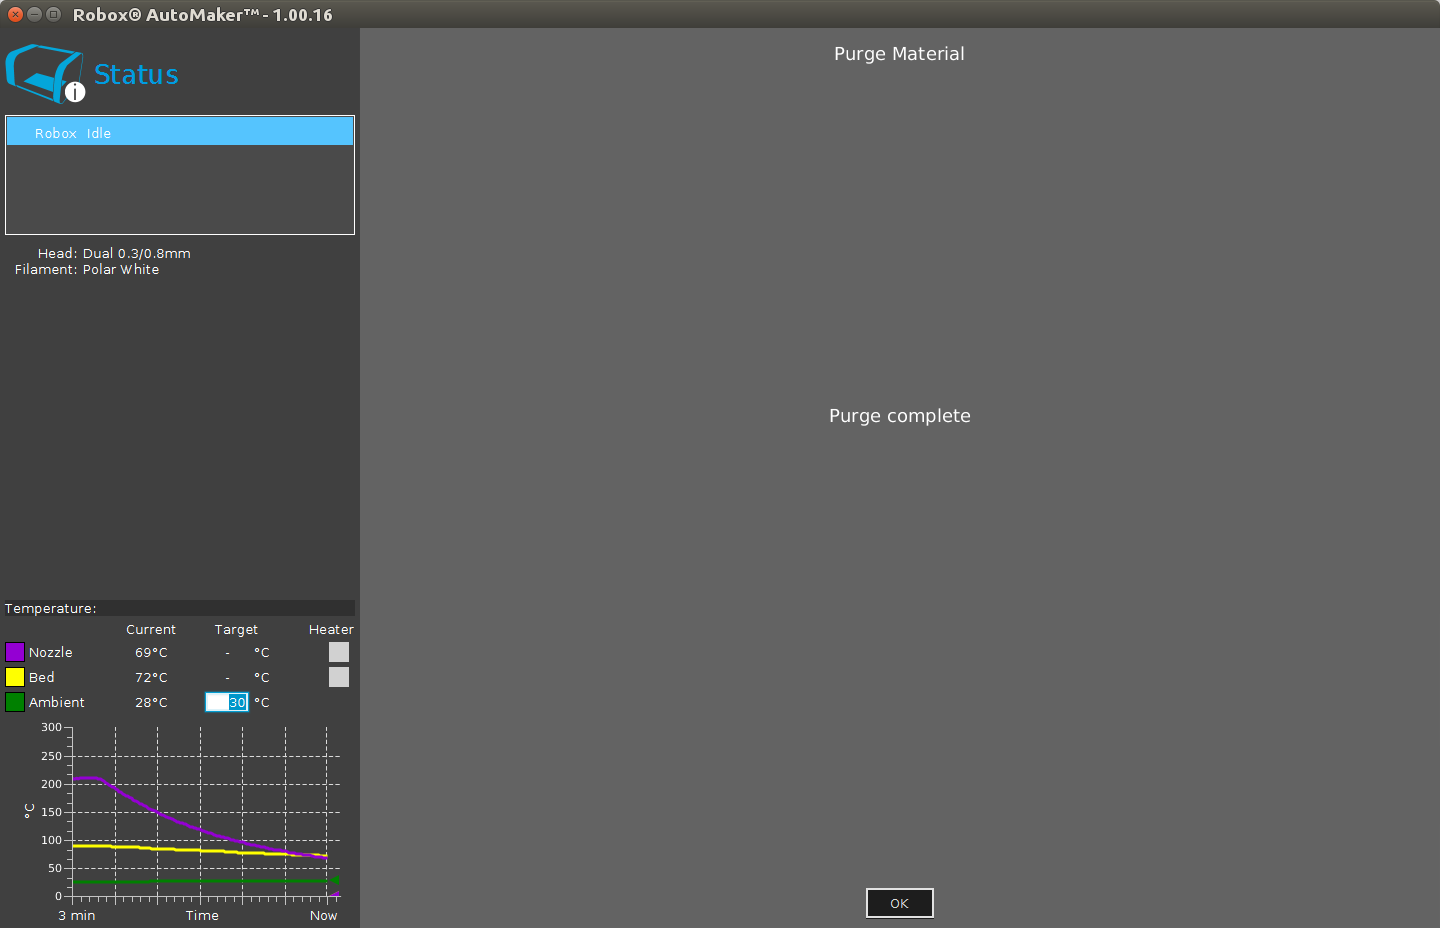 Robox® AutoMaker™ - 1.00.16
Status
Robox Idle
Head: Dual 0.3/0.8mm
Filament: Polar White
Purge Material
Purge complete
OK
Temperature:
Current Target Heater
Nozzle 69°C - °C
Bed 72°C - °C
Ambient 28°C 30 °C
300
250
200
150
100
50
0
°C
3 min Time Now